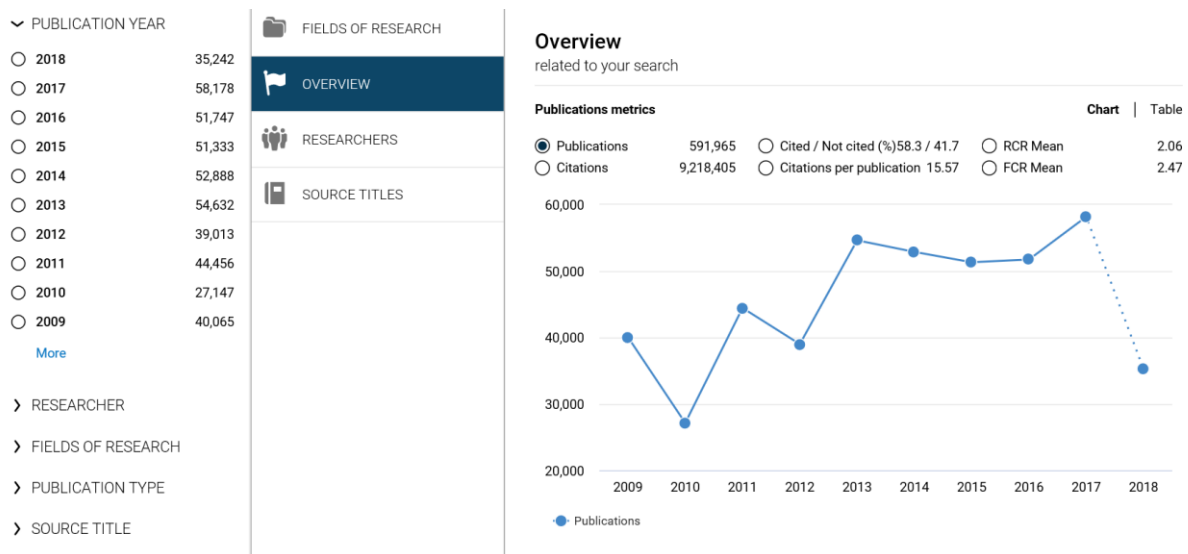 PUBLICATION YEAR
2018 35,242
2017 58,178
2016 51,747
2015 51,333
2014 52,888
2013 54,632
2012 39,013
2011 44,456
2010 27,147
2009 40,065
More
RESEARCHER
FIELDS OF RESEARCH
PUBLICATION TYPE
SOURCE TITLE
FIELDS OF RESEARCH
OVERVIEW
RESEARCHERS
SOURCE TITLES
Overview
related to your search
Publications metrics Chart | Table
Publications 591,965 Cited / Not cited (%)58.3 / 41.7 RCR Mean 2.06
Citations 9,218,405 Citations per publication 15.57 FCR Mean 2.47
60,000
50,000
40,000
30,000
20,000
2009 2010 2011 2012 2013 2014 2015 2016 2017 2018
Publications